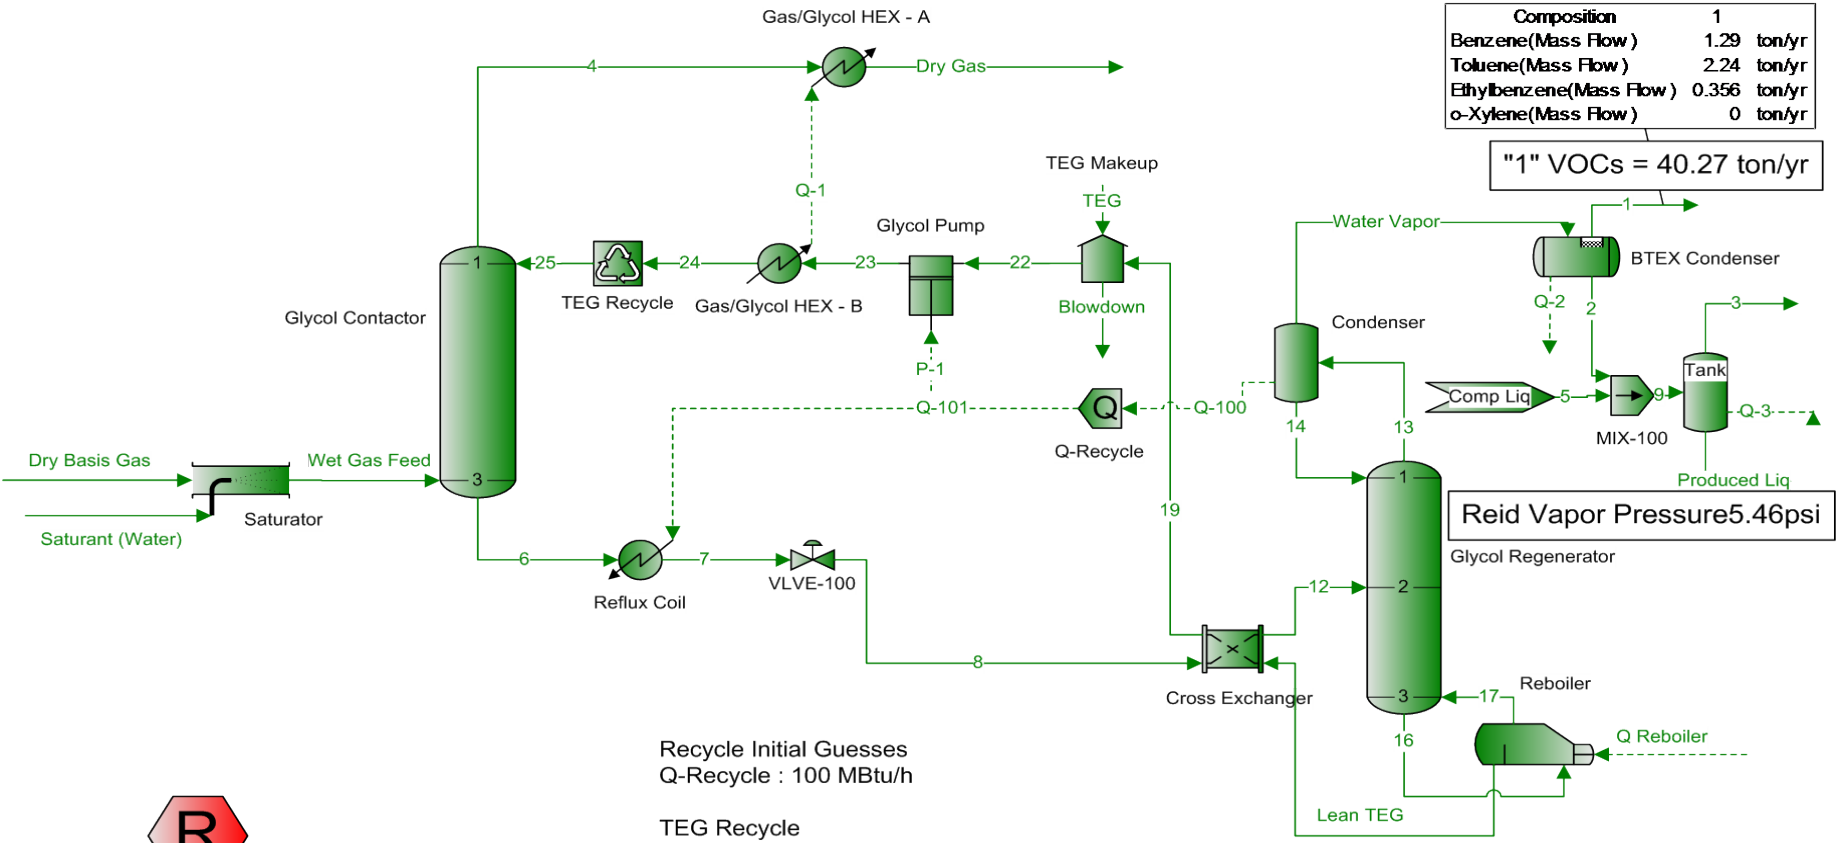 Gas/Glycol HEX - A
Composition 1
Benzene(Mass Flow) 1.29 ton/yr
Toluene(Mass Flow) 2.24 ton/yr
Ethylbenzene(Mass Flow) 0.356 ton/yr
o-Xylene(Mass Flow) 0 ton/yr
4
Dry Gas
"1" VOCs = 40.27 ton/yr
TEG Makeup
Q-1
TEG
1
Glycol Pump
Water Vapor
1
25
24
23
22
BTEX Condenser
TEG Recycle
Gas/Glycol HEX - B
Blowdown
Q-2
2
3
Glycol Contactor
Condenser
P-1
Tank
Q-101
Q-100
Comp Liq
5
9
Q-3
14
13
MIX-100
Q-Recycle
Dry Basis Gas
Wet Gas Feed
3
1
Produced Liq
Saturator
19
Reid Vapor Pressure5.46psi
Saturant (Water)
6
7
VLVE-100
Glycol Regenerator
Reflux Coil
12
2
8
Cross Exchanger
3
17
Reboiler
16
Q Reboiler
Recycle Initial Guesses
Q-Recycle : 100 MBtu/h
Lean TEG
TEG Recycle
R